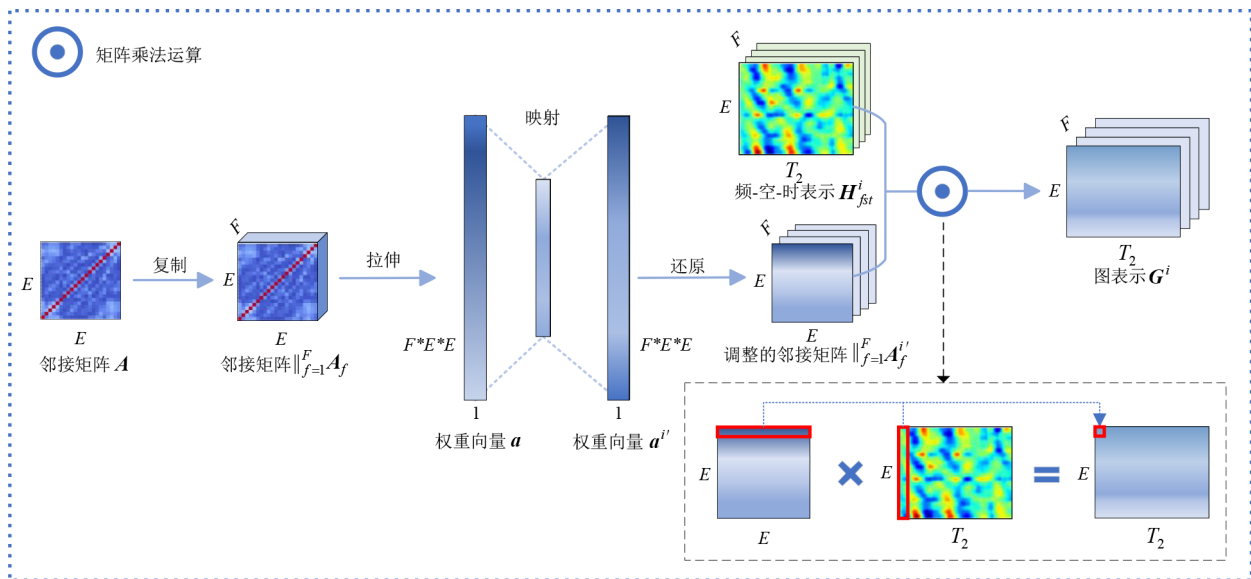 矩阵乘法运算
F
E
T₂
频-空-时表示 Hⁱ_fst
E
E
邻接矩阵 A
复制
F
E
E
邻接矩阵 ||^F_{f=1} A_f
拉伸
F*E*E
1
权重向量 a
映射
F*E*E
1
权重向量 a^{i'}
还原
F
E
E
调整的邻接矩阵 ||^F_{f=1} A_f^{i'}
F
E
T₂
图表示 Gⁱ
E
E
×
E
T₂
=
E
T₂